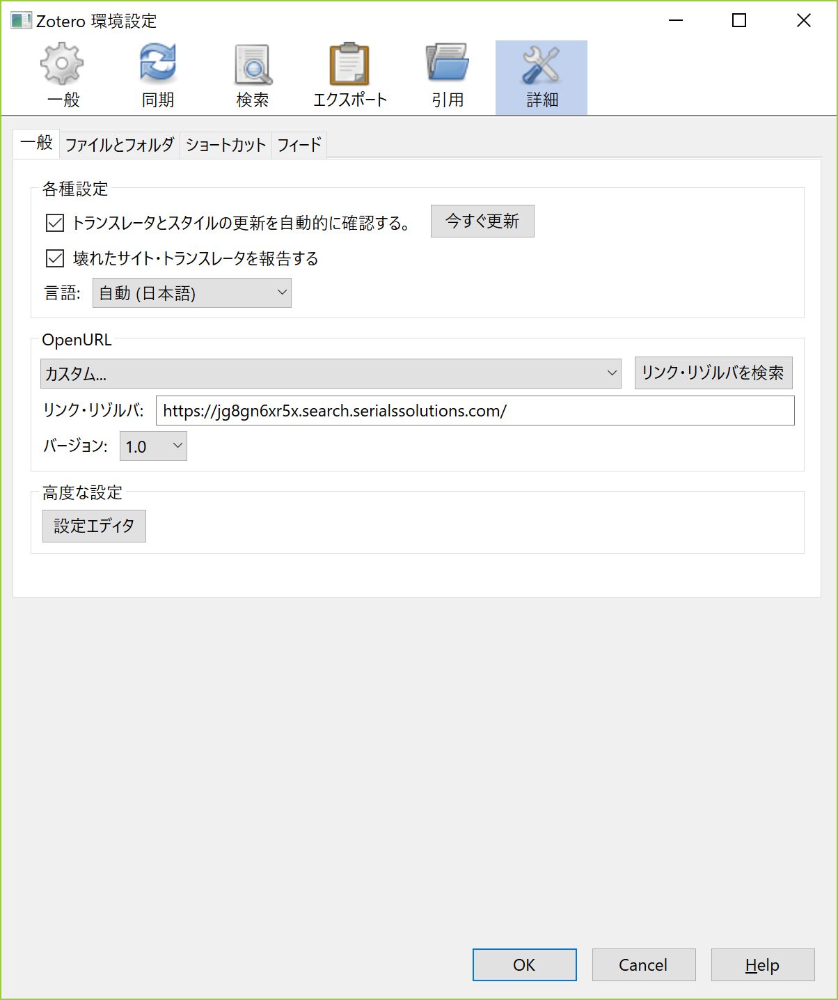 Zotero 環境設定
一般 同期 検索 エクスポート 引用 詳細
一般 ファイルとフォルダ ショートカット フィード
各種設定
トランスレータとスタイルの更新を自動的に確認する。 今すぐ更新
壊れたサイト・トランスレータを報告する
言語: 自動 (日本語)
OpenURL
カスタム... リンク・リゾルバを検索
リンク・リゾルバ: https://jg8gn6xr5x.search.serialssolutions.com/
バージョン: 1.0
高度な設定
設定エディタ
OK Cancel Help